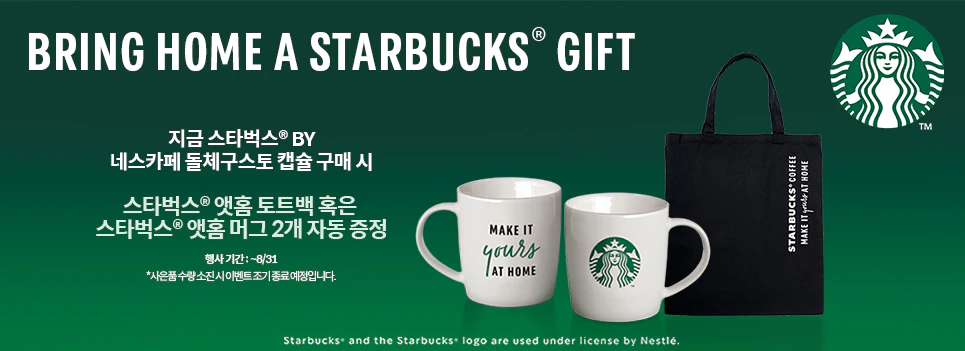 BRING HOME A STARBUCKS® GIFT
지금 스타벅스® BY
네스카페 돌체구스토 캡슐 구매 시
스타벅스® 앳홈 토트백 혹은
스타벅스® 앳홈 머그 2개 자동 증정
행사 기간 : ~8/31
*사은품 수량 소진 시 이벤트 조기 종료 예정입니다.
MAKE IT
yours
AT HOME
STARBUCKS® COFFEE
MAKE IT yours AT HOME
TM
Starbucks® and the Starbucks® logo are used under license by Nestlé.